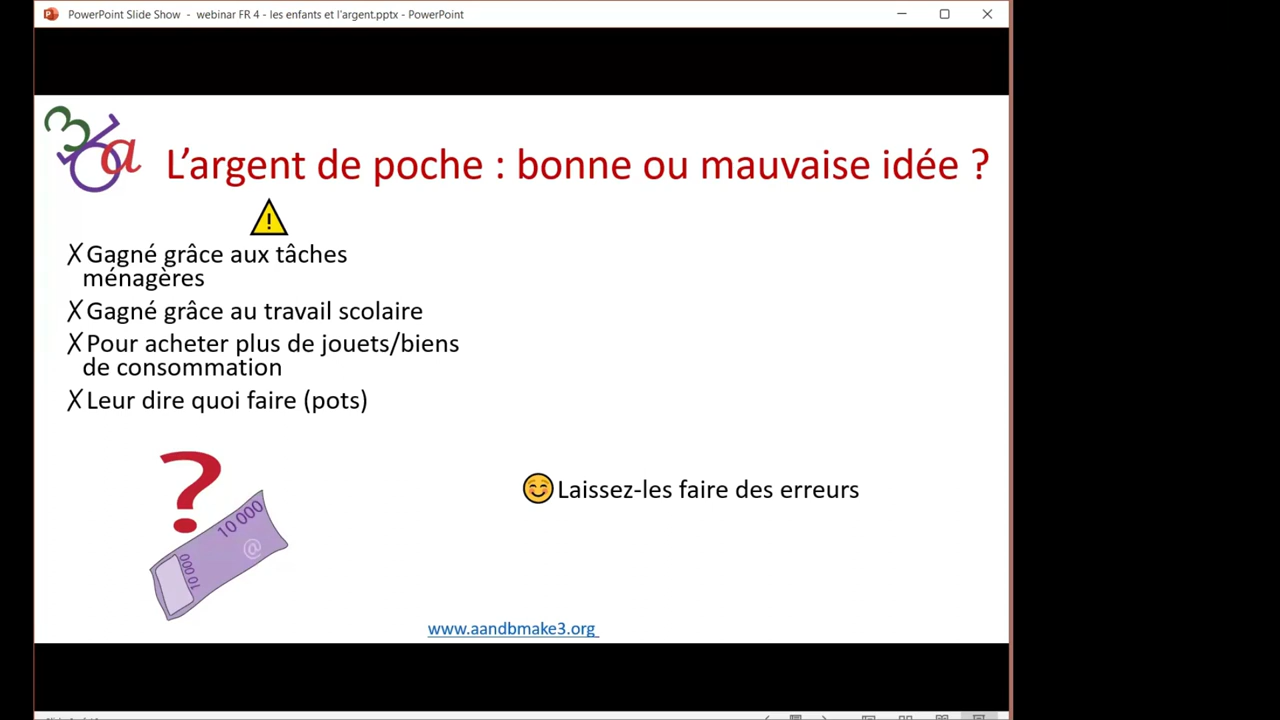 PowerPoint Slide Show - webinar FR 4 - les enfants et l'argent.pptx - PowerPoint
L’argent de poche : bonne ou mauvaise idée ?
╳Gagné grâce aux tâches
ménagères
╳Gagné grâce au travail scolaire
╳Pour acheter plus de jouets/biens
de consommation
╳Leur dire quoi faire (pots)
Laissez-les faire des erreurs
?
10 000
@
10 000
www.aandbmake3.org